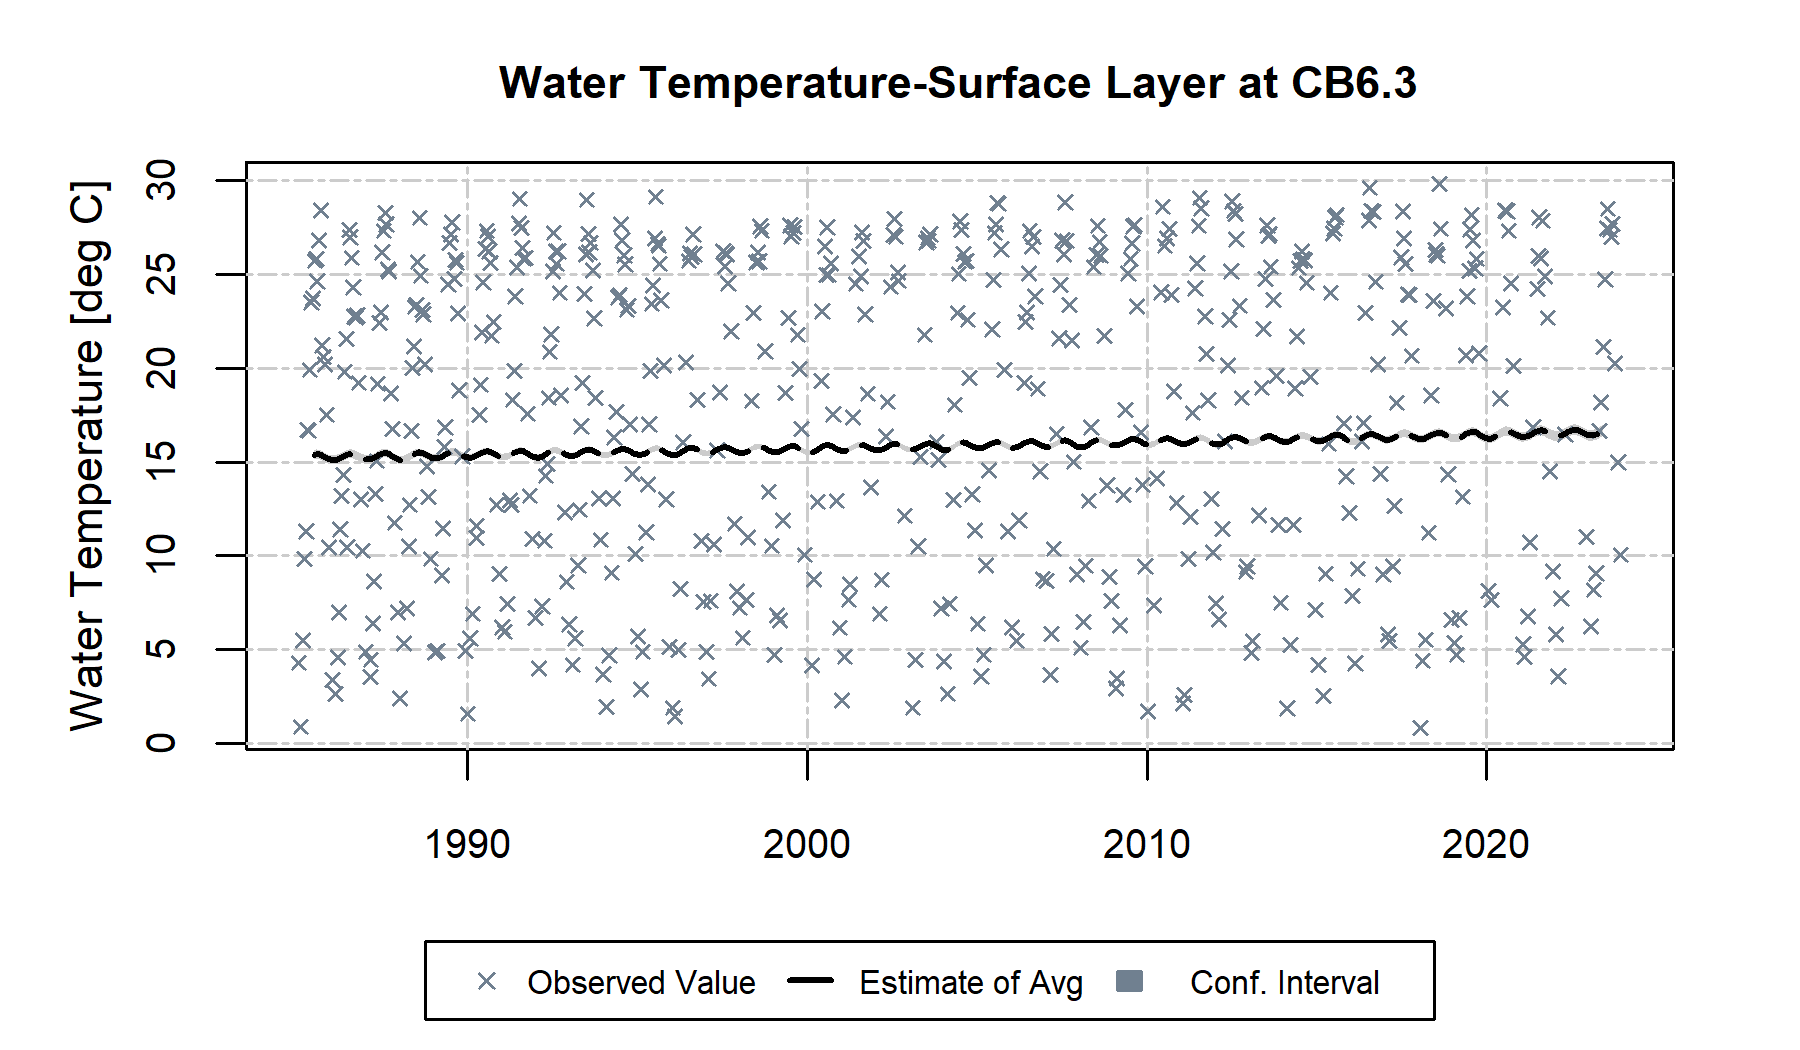 Water Temperature-Surface Layer at CB6.3
Water Temperature [deg C]
30
25
20
15
10
5
0
1990 2000 2010 2020
Observed Value Estimate of Avg Conf. Interval